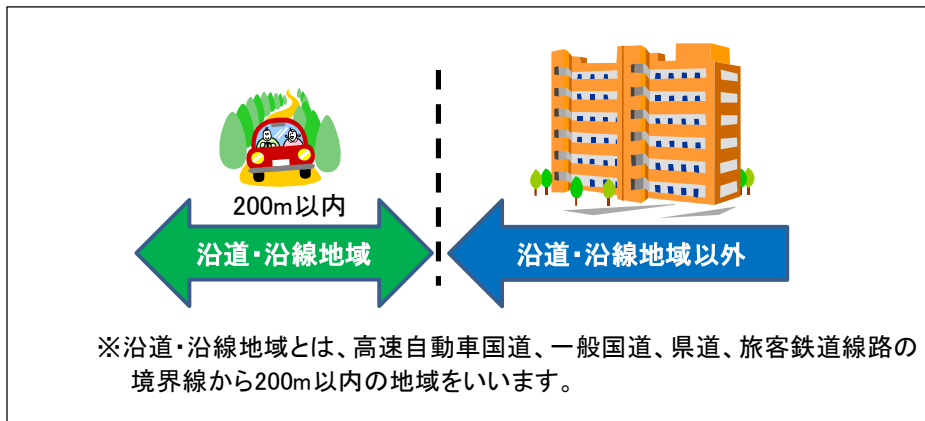 200m以内
沿道・沿線地域
沿道・沿線地域以外
※沿道・沿線地域とは、高速自動車国道、一般国道、県道、旅客鉄道線路の
境界線から200m以内の地域をいいます。